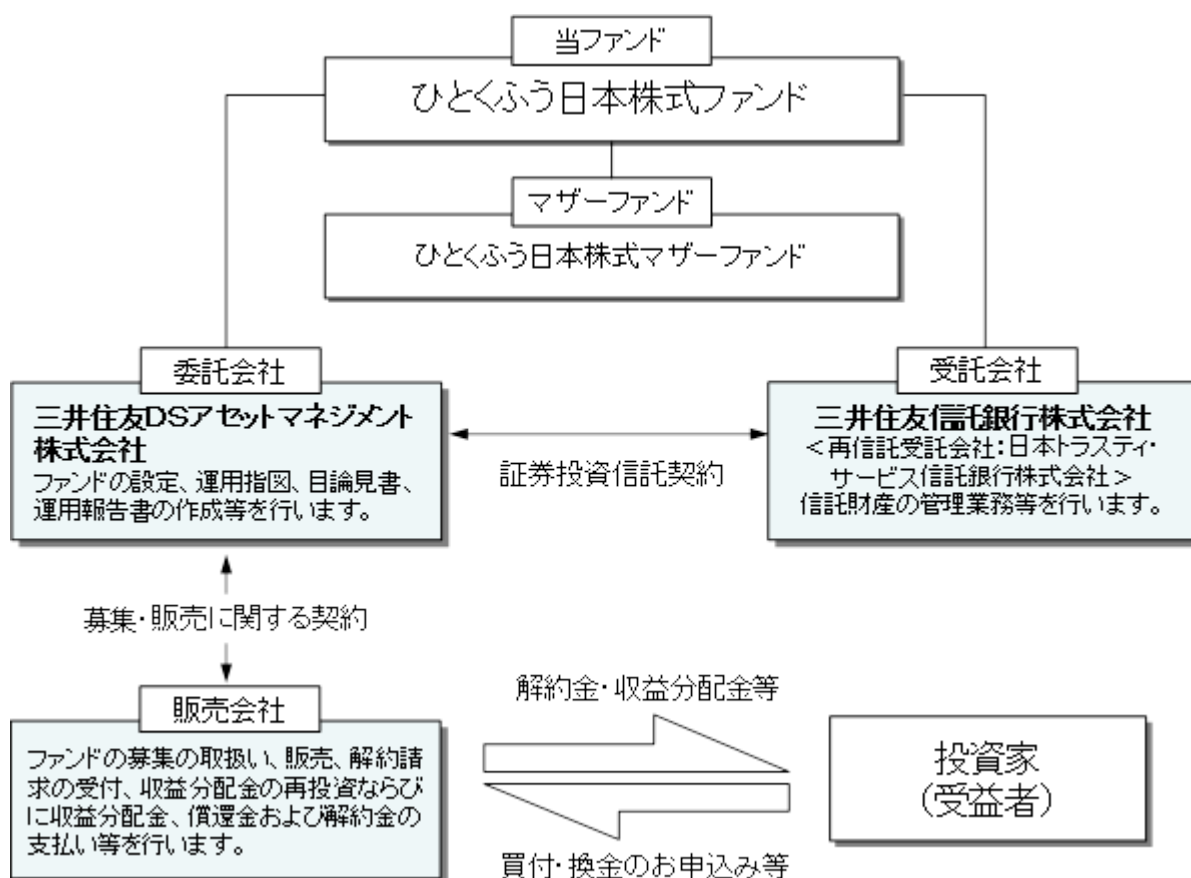 当ファンド
ひとくふう日本株式ファンド
マザーファンド
ひとくふう日本株式マザーファンド
委託会社
三井住友DSアセットマネジメント
株式会社
ファンドの設定、運用指図、目論見書、
運用報告書の作成等を行います。
証券投資信託契約
受託会社
三井住友信託銀行株式会社
<再信託受託会社:日本トラスティ・
サービス信託銀行株式会社>
信託財産の管理業務等を行います。
募集・販売に関する契約
販売会社
ファンドの募集の取扱い、販売、解約請
求の受付、収益分配金の再投資ならび
に収益分配金、償還金および解約金の
支払い等を行います。
解約金・収益分配金等
買付・換金のお申込み等
投資家
(受益者)